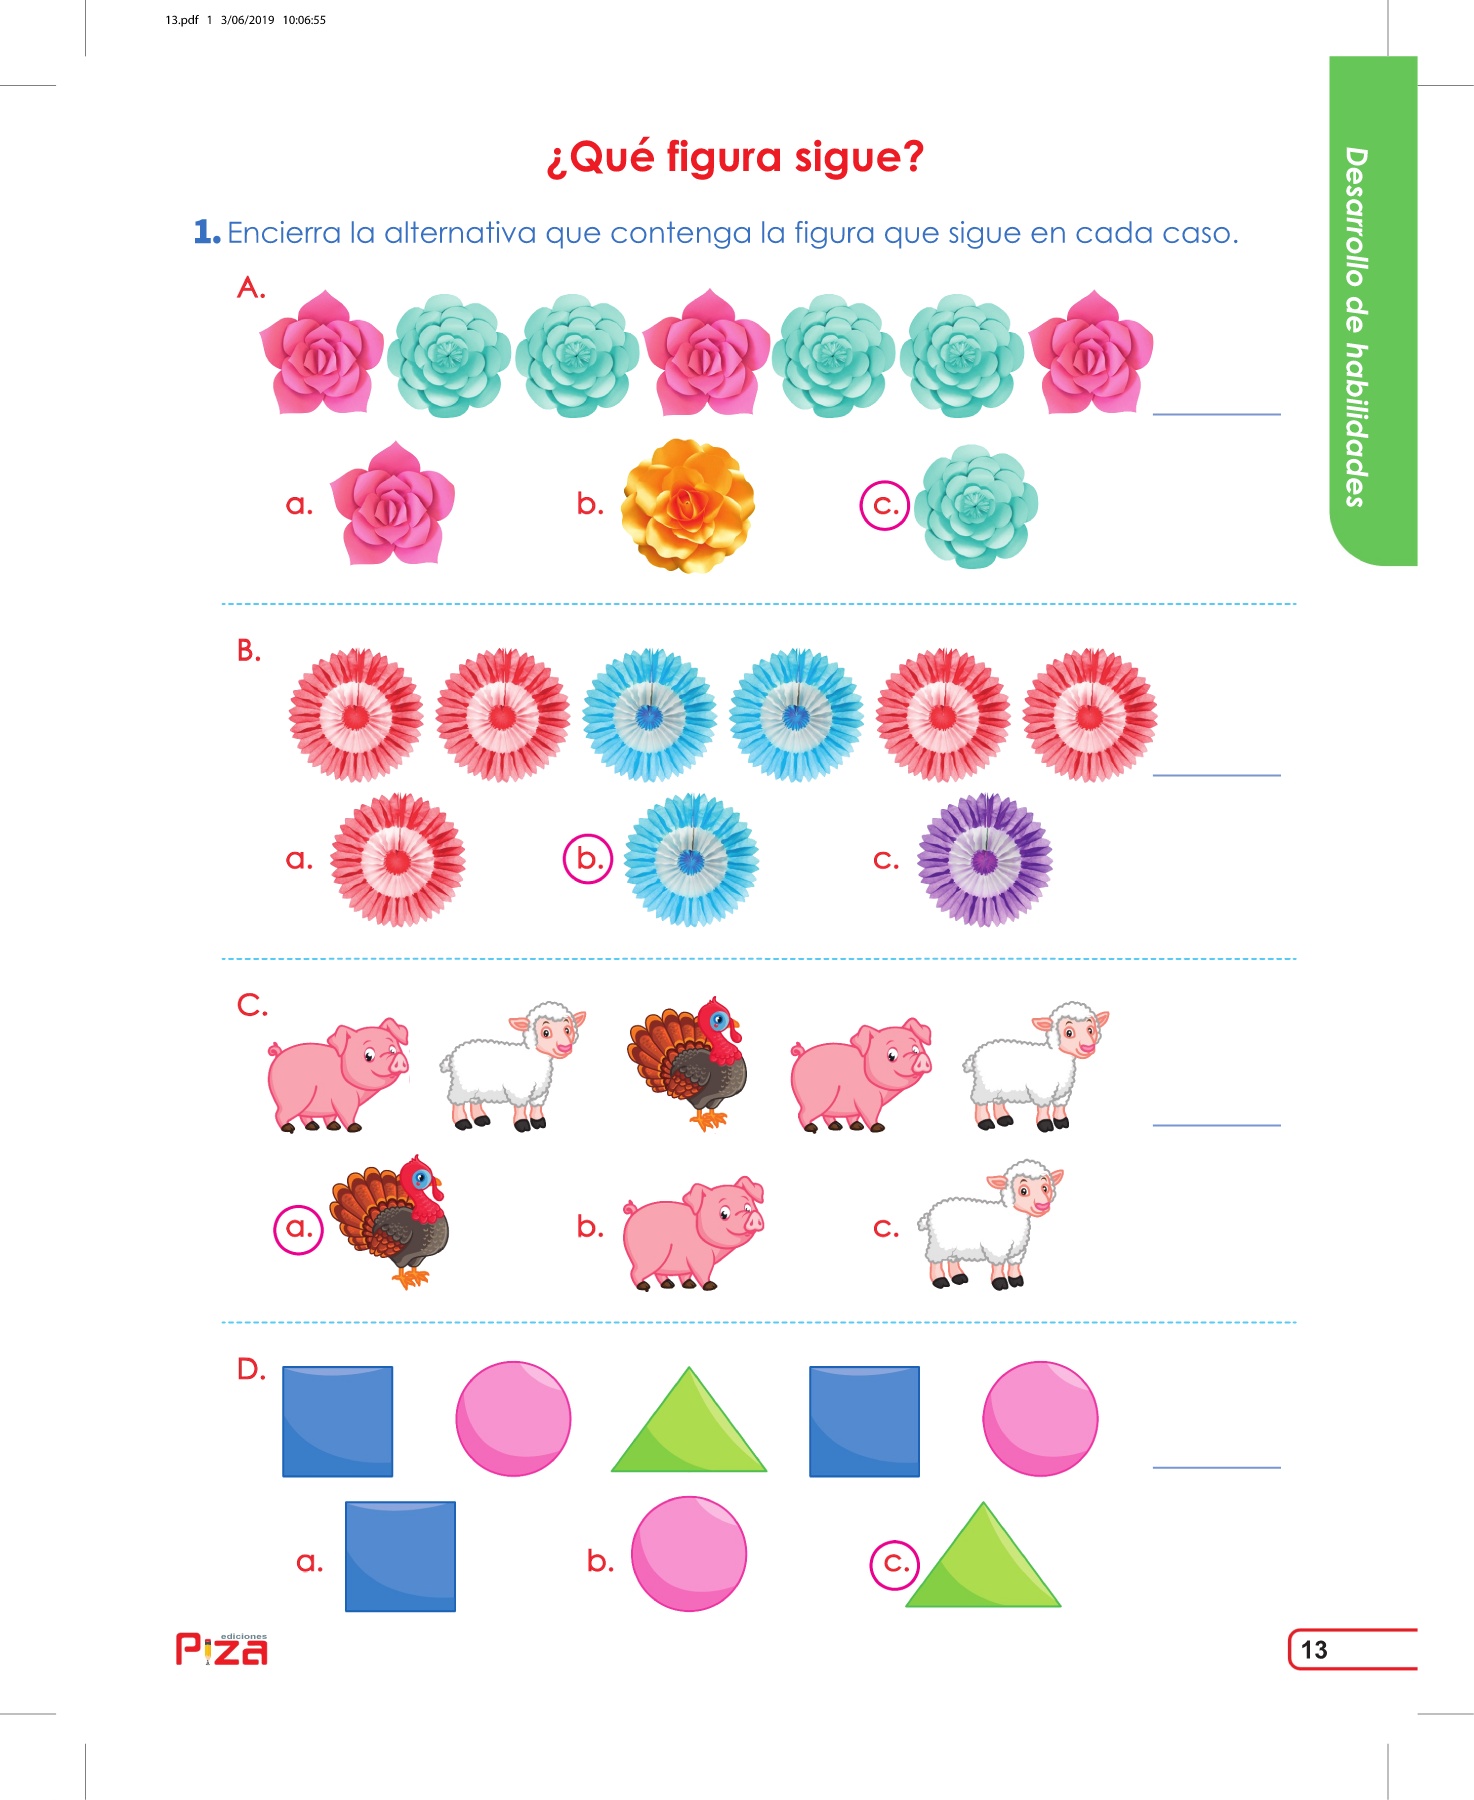 13.pdf 1 3/06/2019 10:06:55
¿Qué figura sigue?
1. Encierra la alternativa que contenga la figura que sigue en cada caso.
Desarrollo de habilidades
A.
a. b. c.
B.
a. b. c.
C.
a. b. c.
D.
a. b. c.
ediciones
Piza
13